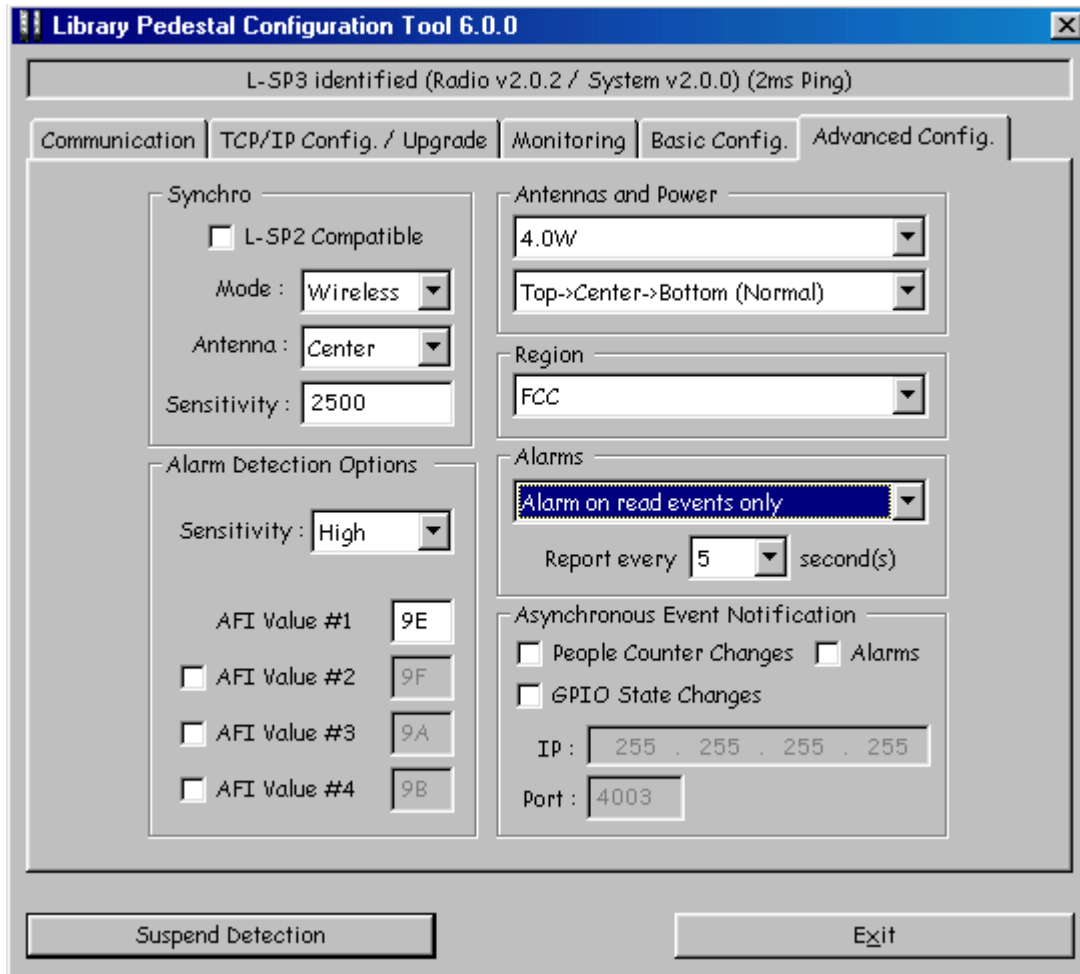 Library Pedestal Configuration Tool 6.0.0
L-SP3 identified (Radio v2.0.2 / System v2.0.0) (2ms Ping)
Communication
TCP/IP Config. / Upgrade
Monitoring
Basic Config.
Advanced Config.
Synchro
L-SP2 Compatible
Mode : Wireless
Antenna : Center
Sensitivity : 2500
Alarm Detection Options
Sensitivity : High
AFI Value #1 9E
AFI Value #2 9F
AFI Value #3 9A
AFI Value #4 9B
Antennas and Power
4.0W
Top->Center->Bottom (Normal)
Region
FCC
Alarms
Alarm on read events only
Report every 5 second(s)
Asynchronous Event Notification
People Counter Changes
Alarms
GPIO State Changes
IP : 255 . 255 . 255 . 255
Port : 4003
Suspend Detection
Exit